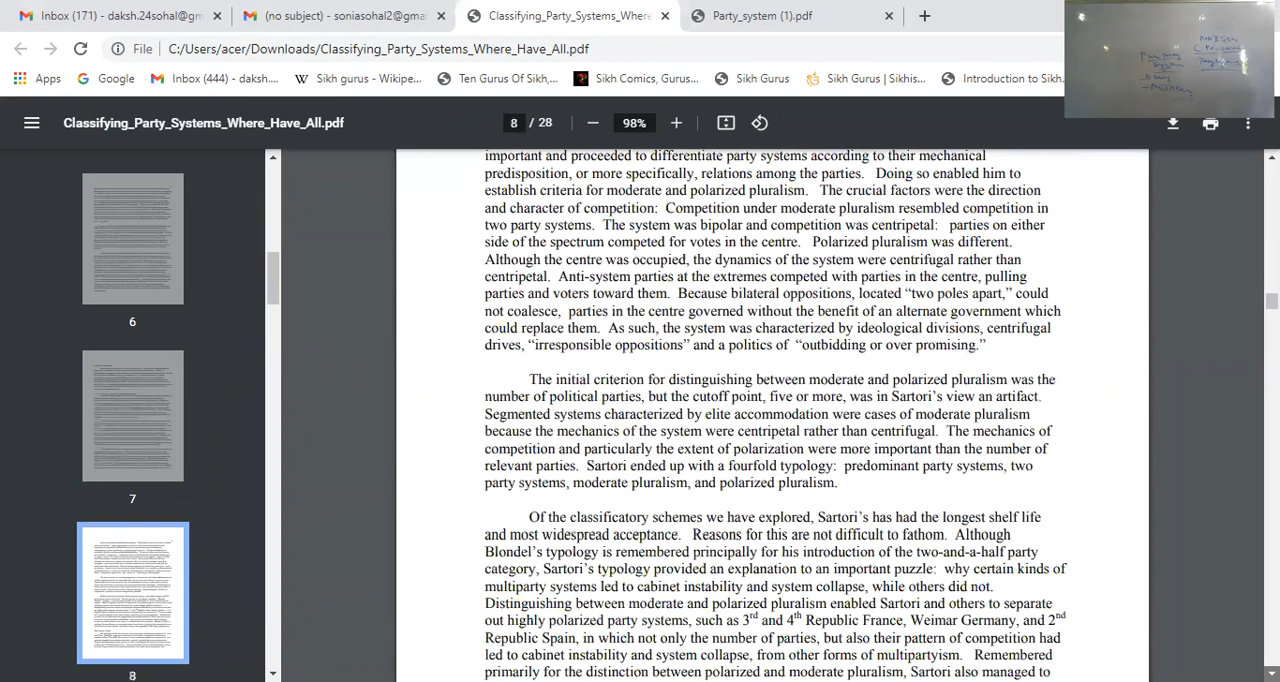 Inbox (171) - daksh.24sohal@gm
(no subject) - soniasohal2@gmai
Classifying_Party_Systems_Where
Party_system (1).pdf
File
C:/Users/acer/Downloads/Classifying_Party_Systems_Where_Have_All.pdf
Apps
Google
Inbox (444) - daksh....
Sikh gurus - Wikipe...
Ten Gurus Of Sikh,...
Sikh Comics, Gurus...
Sikh Gurus
Sikh Gurus - Sikhis...
Introduction to Sikh
Classifying_Party_Systems_Where_Have_All.pdf
8 / 28
98%
6
7
8
important and proceeded to differentiate party systems according to their mechanical
predisposition, or more specifically, relations among the parties. Doing so enabled him to
establish criteria for moderate and polarized pluralism. The crucial factors were the direction
and character of competition: Competition under moderate pluralism resembled competition in
two party systems. The system was bipolar and competition was centripetal: parties on either
side of the spectrum competed for votes in the centre. Polarized pluralism was different.
Although the centre was occupied, the dynamics of the system were centrifugal rather than
centripetal. Anti-system parties at the extremes competed with parties in the centre, pulling
parties and voters toward them. Because bilateral oppositions, located “two poles apart,” could
not coalesce, parties in the centre governed without the benefit of an alternate government which
could replace them. As such, the system was characterized by ideological divisions, centrifugal
drives, “irresponsible oppositions” and a politics of “outbidding or over promising.”
The initial criterion for distinguishing between moderate and polarized pluralism was the
number of political parties, but the cutoff point, five or more, was in Sartori’s view an artifact.
Segmented systems characterized by elite accommodation were cases of moderate pluralism
because the mechanics of the system were centripetal rather than centrifugal. The mechanics of
competition and particularly the extent of polarization were more important than the number of
relevant parties. Sartori ended up with a fourfold typology: predominant party systems, two
party systems, moderate pluralism, and polarized pluralism.
Of the classificatory schemes we have explored, Sartori’s has had the longest shelf life
and the widest acceptance. Reasons for this are not difficult to fathom. Although
Blondel’s typology is remembered principally for his addition of the two-and-a-half party
category, Sartori’s typology provided an explanation to an important puzzle: why certain kinds of
party systems led to cabinet instability and system collapse, while others did not.
Distinguishing between moderate and polarized pluralism enabled Sartori and others to separate
out highly polarized party systems, such as 3rd and 4th Republic France, Weimar Germany, and 2nd
Republic Spain, in which not only the number of parties, but also their pattern of competition had
led to cabinet instability and system collapse, from other forms of multipartyism. Remembered
primarily for the distinction between polarized and moderate pluralism, Sartori also managed to